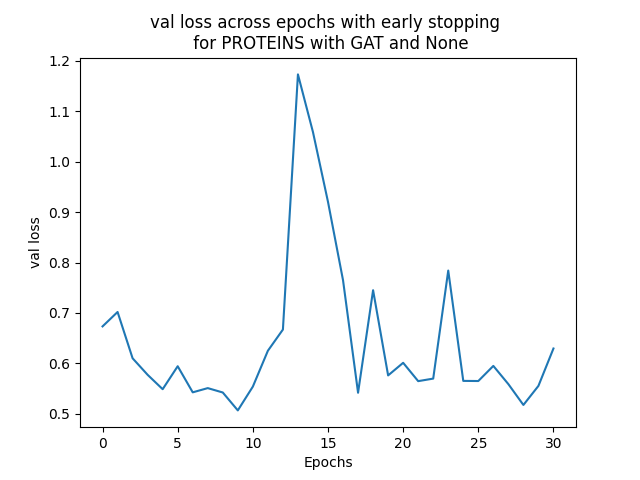 val loss across epochs with early stopping
for PROTEINS with GAT and None
1.2
1.1
1.0
0.9
0.8
0.7
0.6
0.5
val loss
0 5 10 15 20 25 30
Epochs